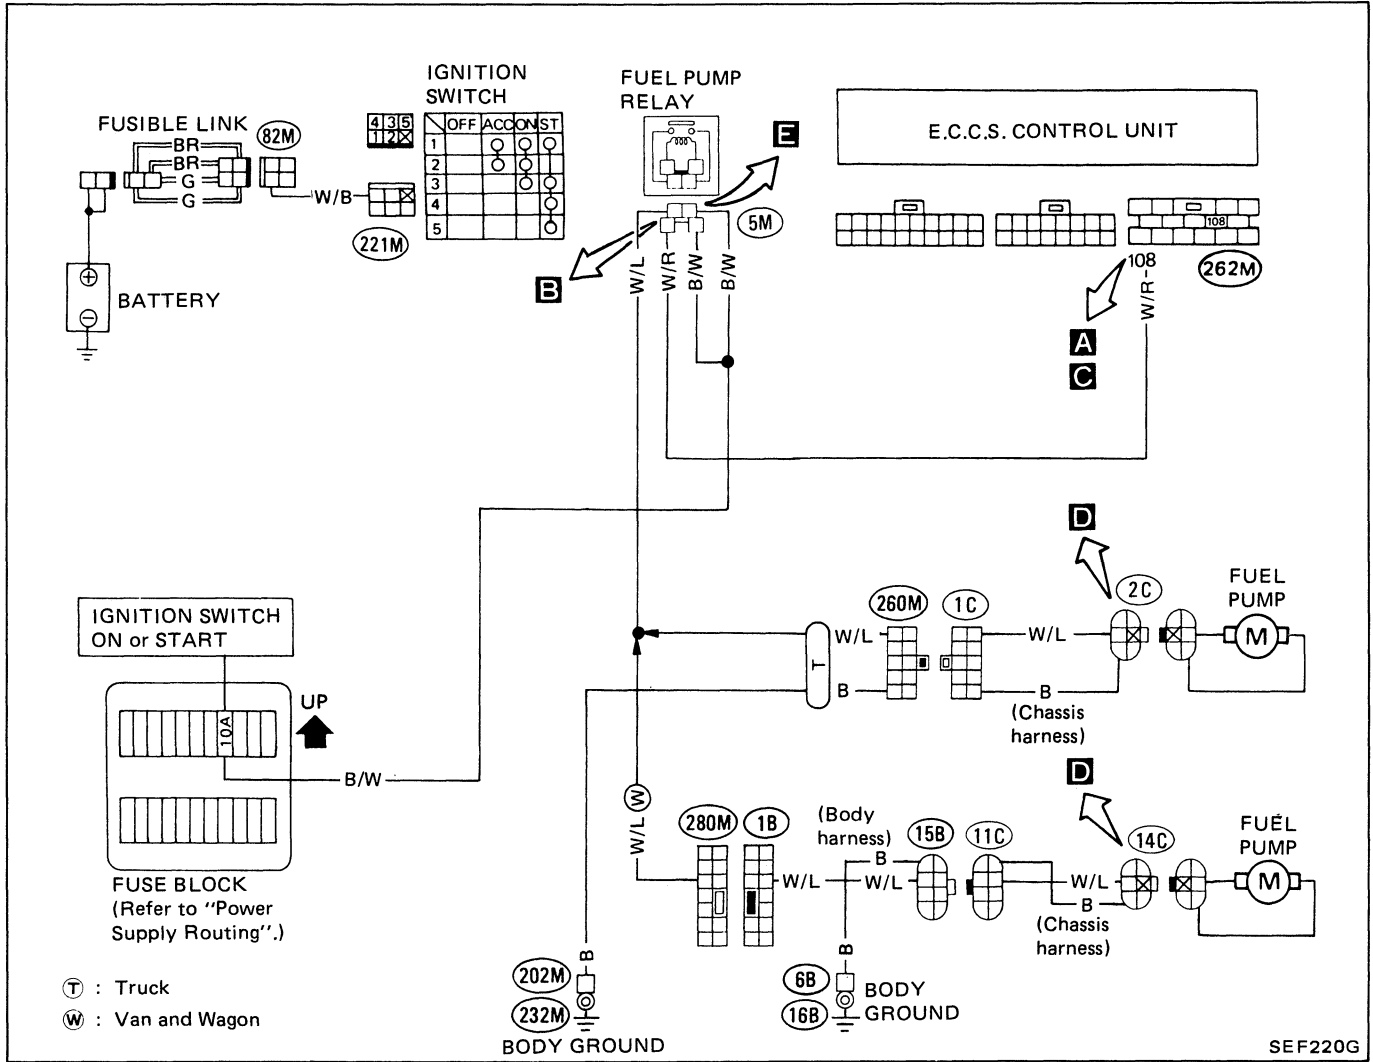 IGNITION
SWITCH
FUEL PUMP
RELAY
E.C.C.S. CONTROL UNIT
FUSIBLE LINK
82M
BR
BR
G
G
W/B
4 3 5
1 2
221M
OFF ACC ON ST
1
2
3
4
5
E
5M
B
W/L
W/R
B/W
B/W
108
108
262M
W/R
A
C
BATTERY
D
2C
FUEL
PUMP
M
260M
1C
W/L
W/L
T
B
B
(Chassis
harness)
IGNITION SWITCH
ON or START
UP
10A
B/W
FUSE BLOCK
(Refer to "Power
Supply Routing".)
W
W/L
280M
1B
(Body
harness)
15B
11C
D
14C
FUEL
PUMP
M
B
W/L
W/L
W/L
B
(Chassis
harness)
B
B
202M
232M
BODY GROUND
6B
16B
BODY
GROUND
T : Truck
W : Van and Wagon
SEF220G